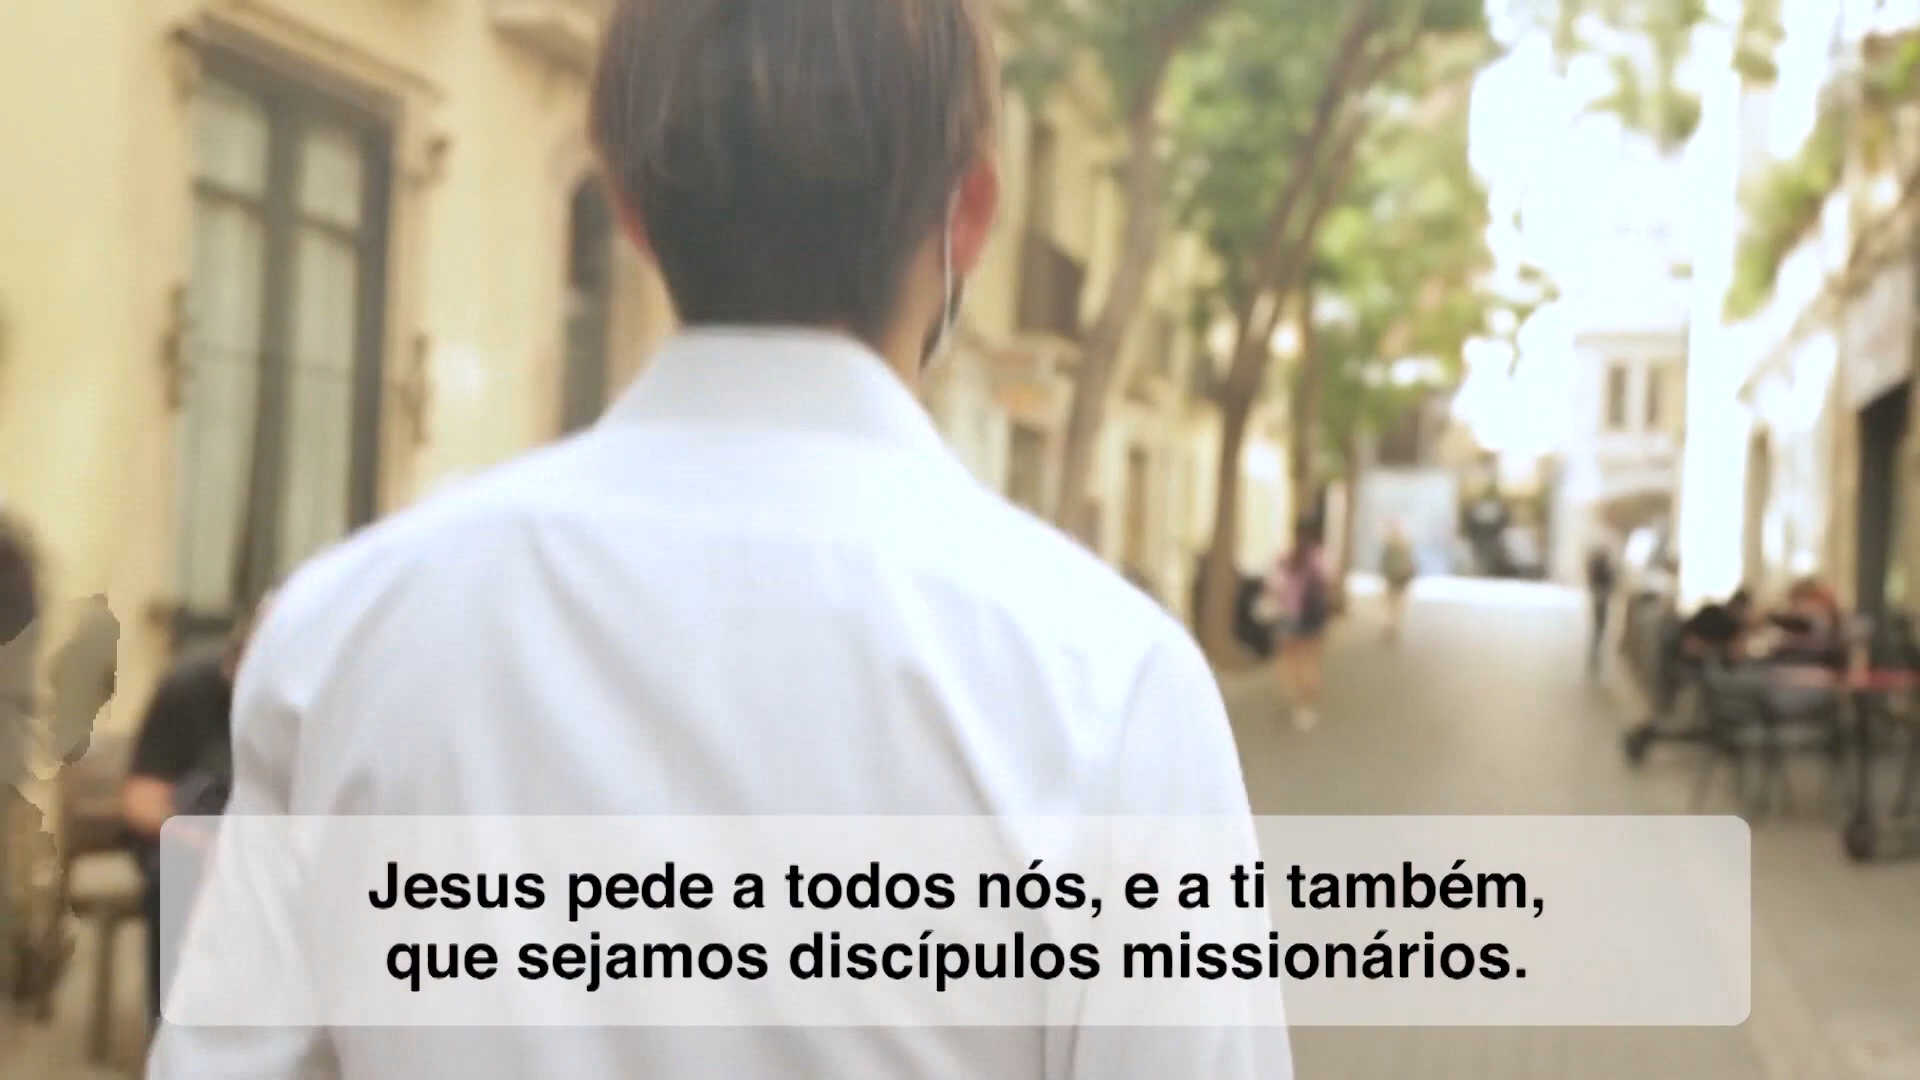 Jesus pede a todos nós, e a ti também,
que sejamos discípulos missionários.